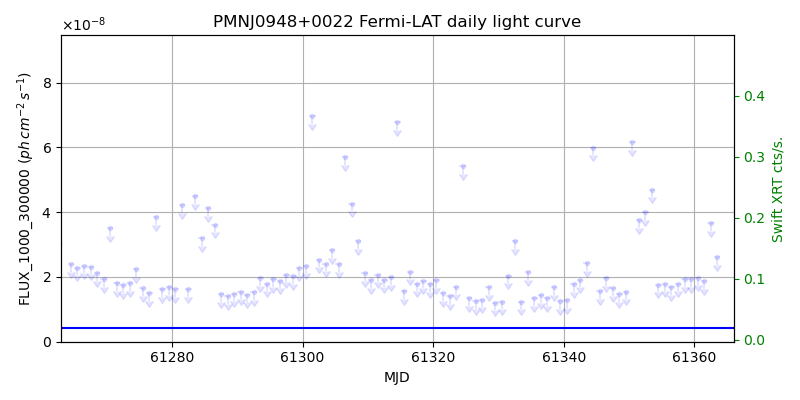 PMNJ0948+0022 Fermi-LAT daily light curve
×10⁻⁸
8
6
4
2
0
FLUX_1000_300000 (ph cm⁻² s⁻¹)
0.4
0.3
0.2
0.1
0.0
Swift XRT cts/s.
61280 61300 61320 61340 61360
MJD